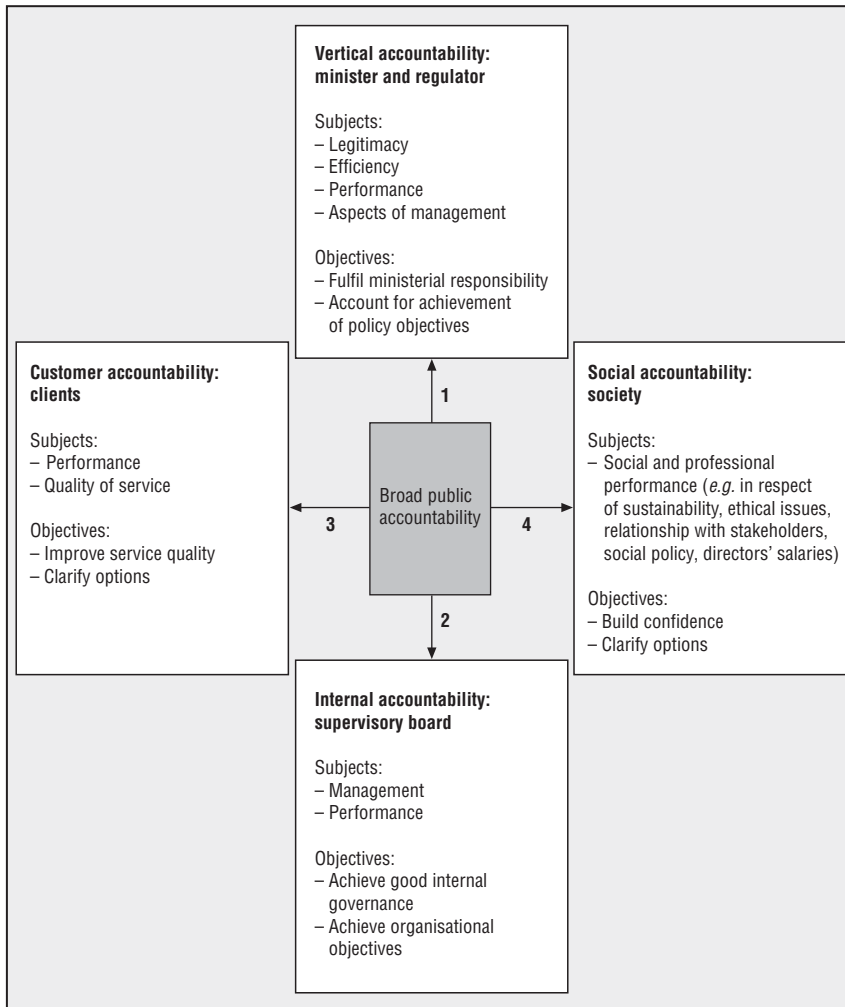 Vertical accountability:
minister and regulator
Subjects:
– Legitimacy
– Efficiency
– Performance
– Aspects of management
Objectives:
– Fulfil ministerial responsibility
– Account for achievement
of policy objectives
Customer accountability:
clients
Subjects:
– Performance
– Quality of service
Objectives:
– Improve service quality
– Clarify options
1
Broad public
accountability
3
4
2
Social accountability:
society
Subjects:
– Social and professional
performance (e.g. in respect
of sustainability, ethical issues,
relationship with stakeholders,
social policy, directors’ salaries)
Objectives:
– Build confidence
– Clarify options
Internal accountability:
supervisory board
Subjects:
– Management
– Performance
Objectives:
– Achieve good internal
governance
– Achieve organisational
objectives